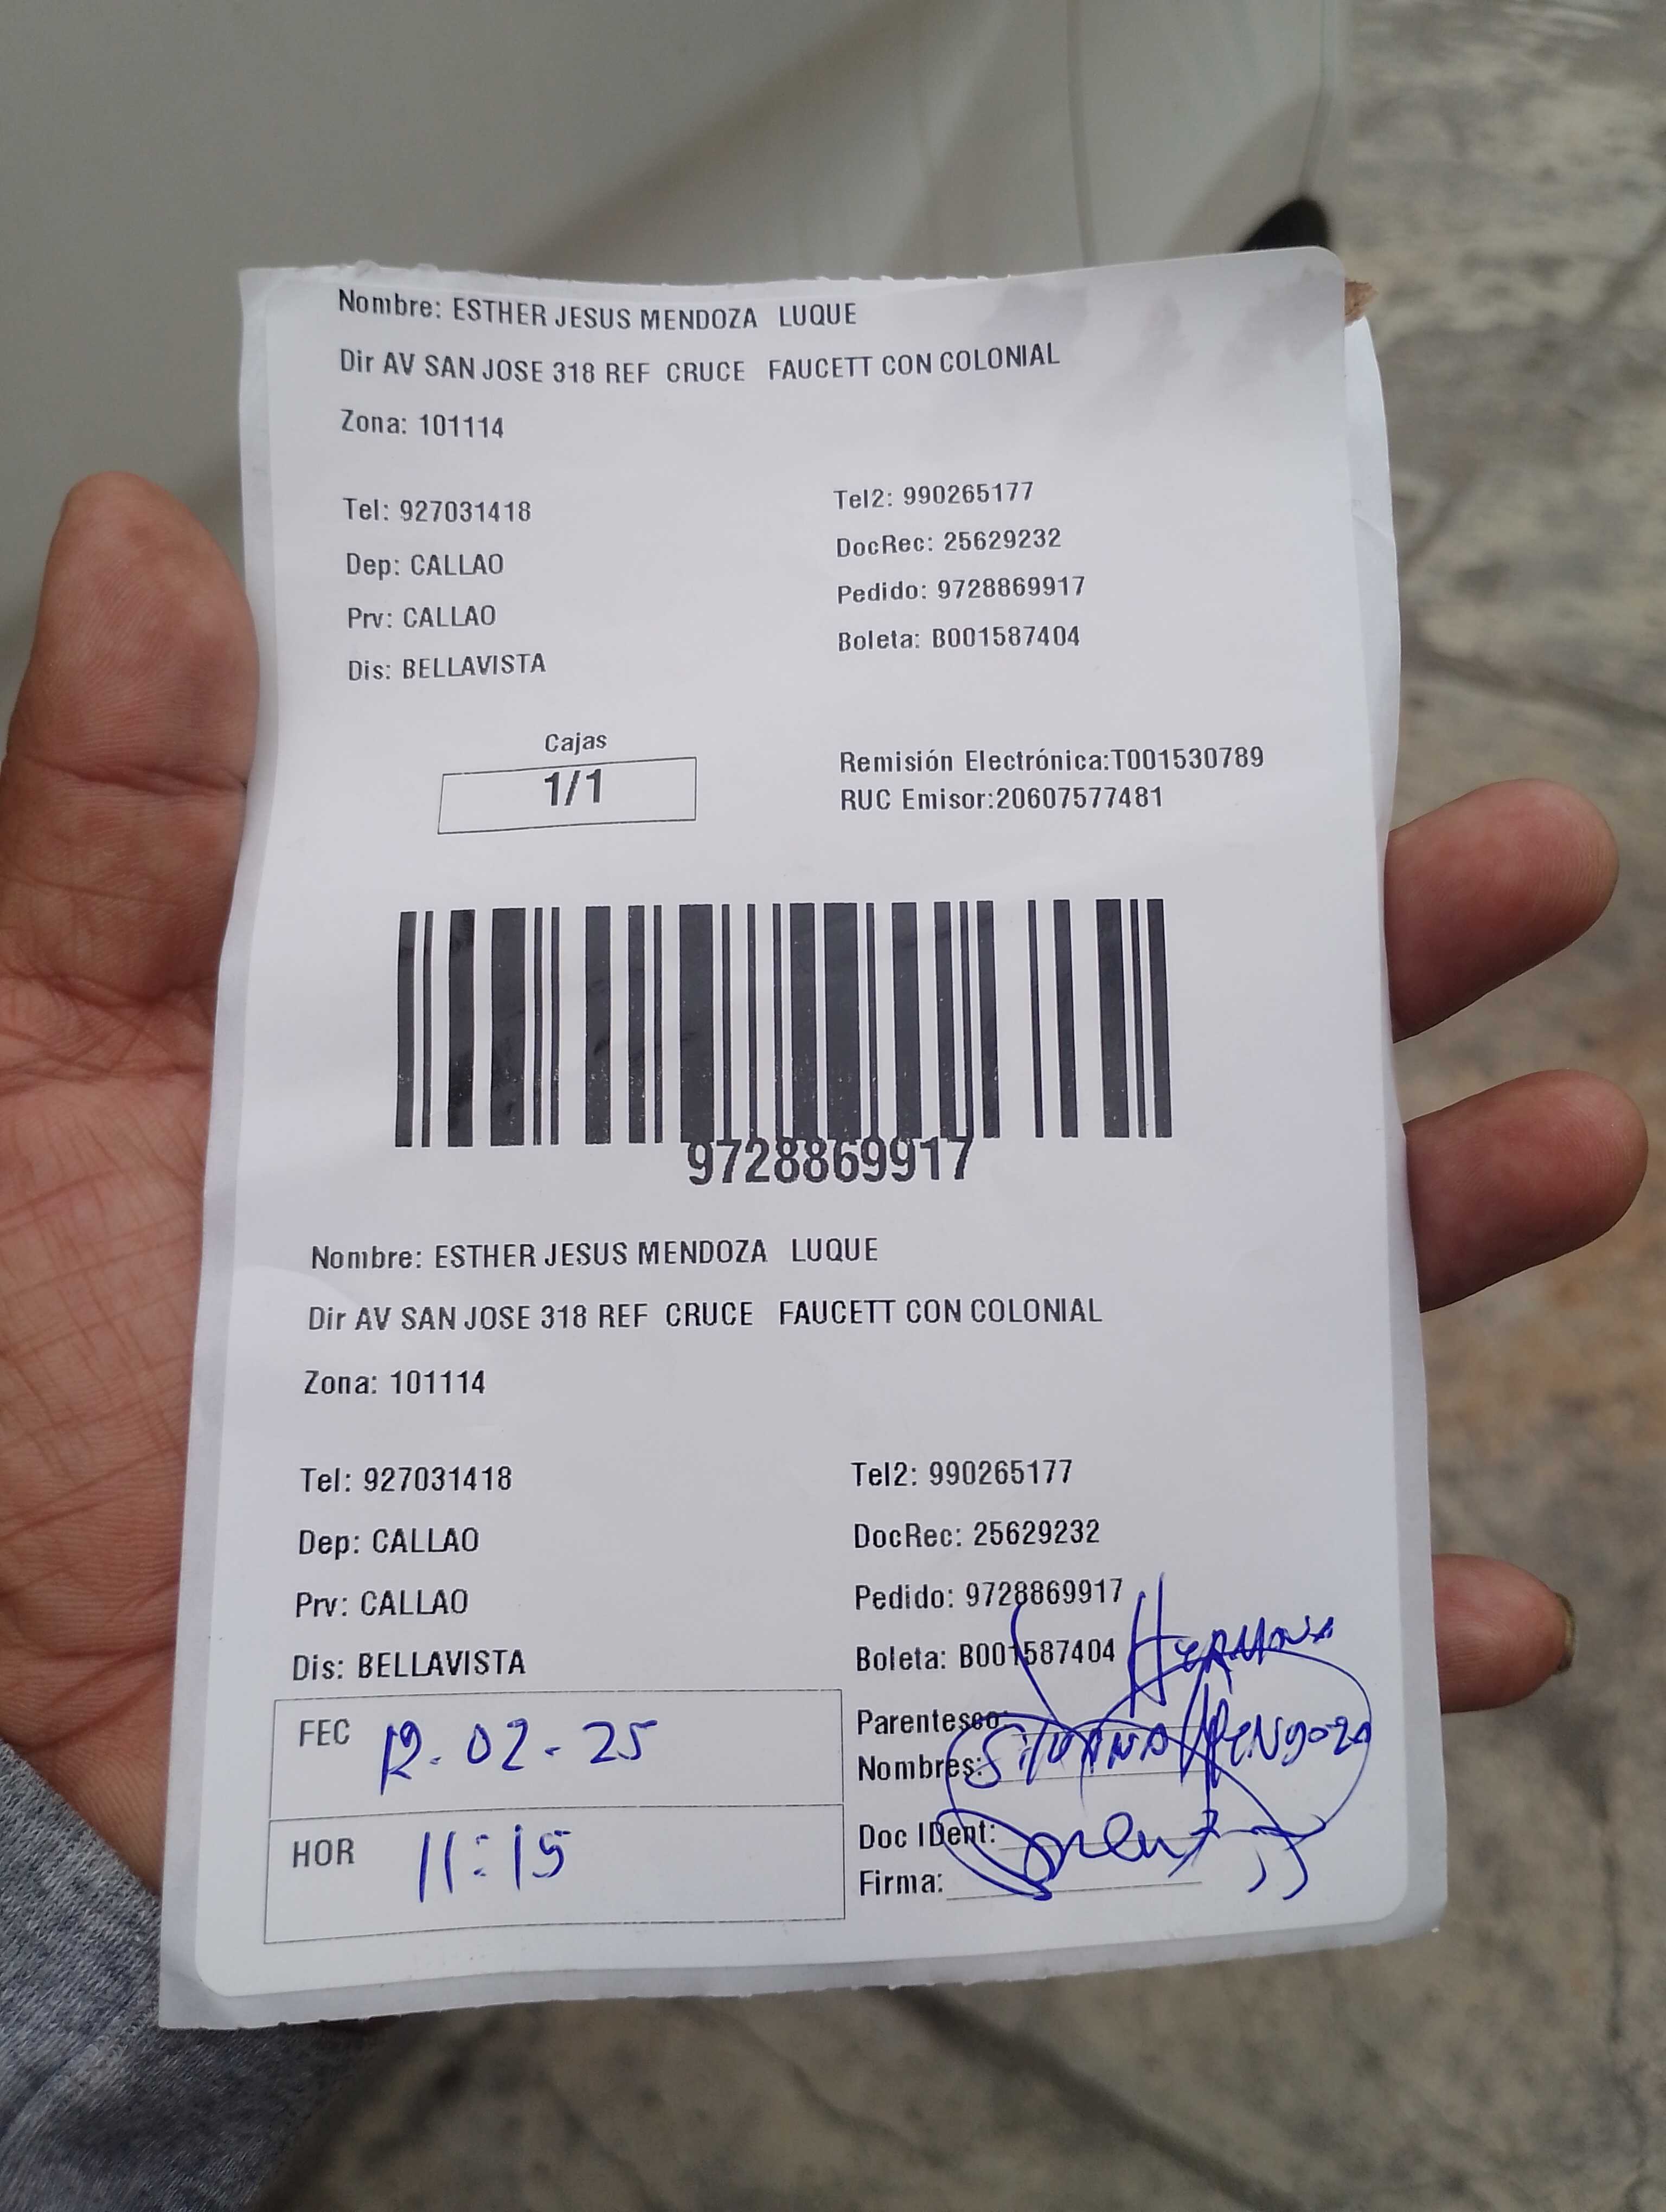 Nombre: ESTHER JESUS MENDOZA LUQUE
Dir AV SAN JOSE 318 REF CRUCE FAUCETT CON COLONIAL
Zona: 101114
Tel: 927031418
Dep: CALLAO
Prv: CALLAO
Dis: BELLAVISTA
Tel2: 990265177
DocRec: 25629232
Pedido: 9728869917
Boleta: B001587404
Cajas
1/1
Remisión Electrónica:T001530789
RUC Emisor:20607577481
9728869917
Nombre: ESTHER JESUS MENDOZA LUQUE
Dir AV SAN JOSE 318 REF CRUCE FAUCETT CON COLONIAL
Zona: 101114
Tel: 927031418
Dep: CALLAO
Prv: CALLAO
Dis: BELLAVISTA
Tel2: 990265177
DocRec: 25629232
Pedido: 9728869917
Boleta: B001587404
FEC 12-02-25
HOR 11:15
Parentesco: HERMANA
Nombres: Silvana Mendoza
Doc IDent:
Firma: